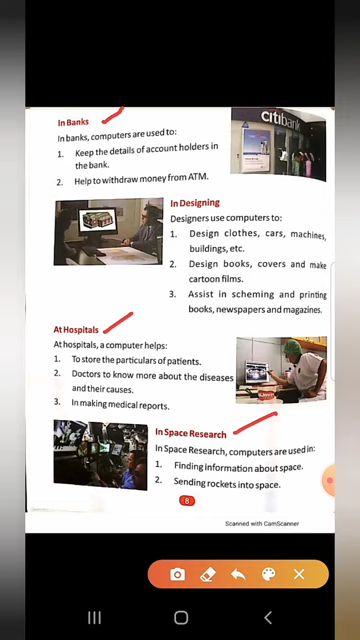 In Banks
In banks, computers are used to:
1. Keep the details of account holders in
the bank.
2. Help to withdraw money from ATM.
citibank
In Designing
Designers use computers to:
1. Design clothes, cars, machines,
buildings, etc.
2. Design books, covers and make
cartoon films.
3. Assist in scheming and printing
books, newspapers and magazines.
At Hospitals
At hospitals, a computer helps:
1. To store the particulars of patients.
2. Doctors to know more about the diseases
and their causes.
3. In making medical reports.
In Space Research
In Space Research, computers are used in:
1. Finding information about space.
2. Sending rockets into space.
8
Scanned with CamScanner